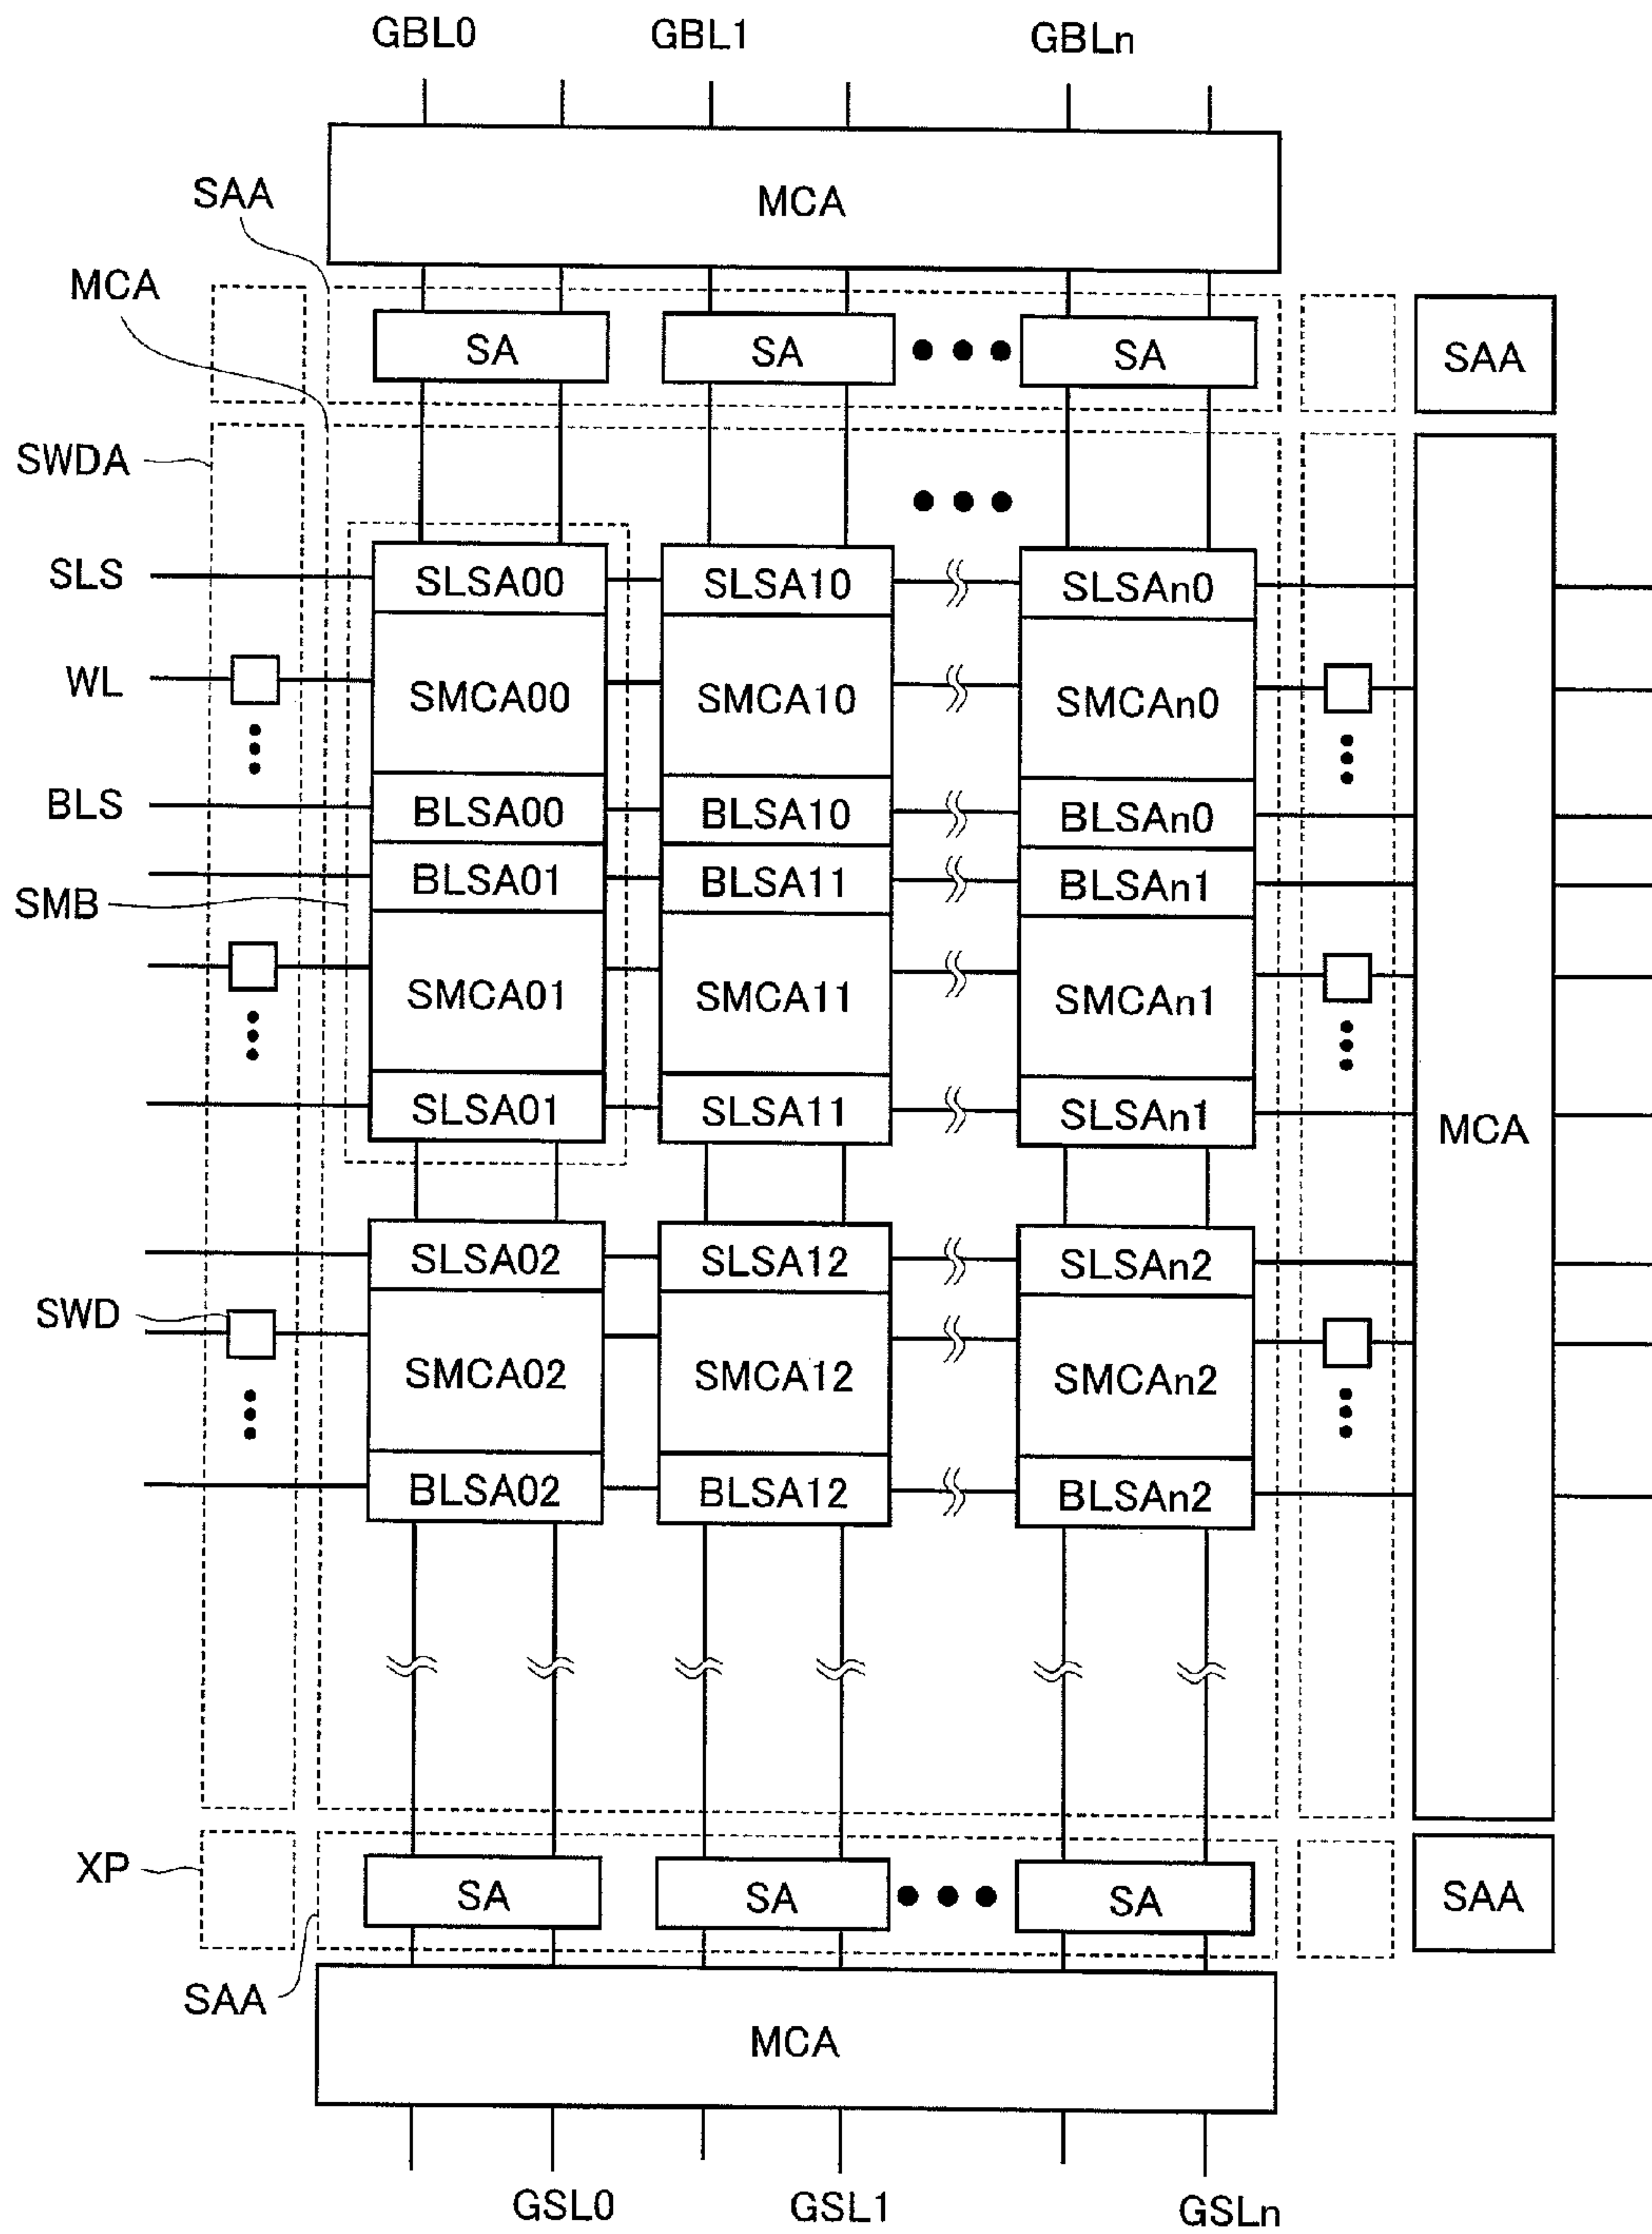 GBL0 GBL1 GBLn
MCA
SAA
MCA
SA SA SA SAA
SWDA
SLS SLSA00 SLSA10 SLSAn0
WL SMCA00 SMCA10 SMCAn0
BLS BLSA00 BLSA10 BLSAn0
BLSA01 BLSA11 BLSAn1
SMB
SMCA01 SMCA11 SMCAn1
SLSA01 SLSA11 SLSAn1
MCA
SLSA02 SLSA12 SLSAn2
SWD
SMCA02 SMCA12 SMCAn2
BLSA02 BLSA12 BLSAn2
XP
SA SA SA SAA
SAA
MCA
GSL0 GSL1 GSLn